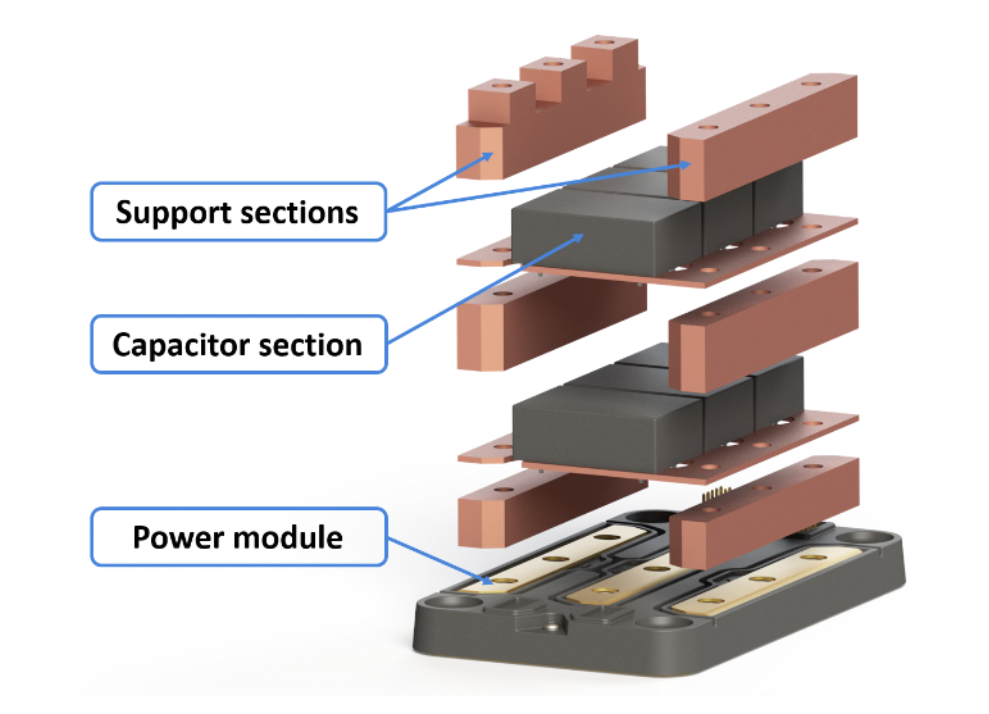 Support sections
Capacitor section
Power module